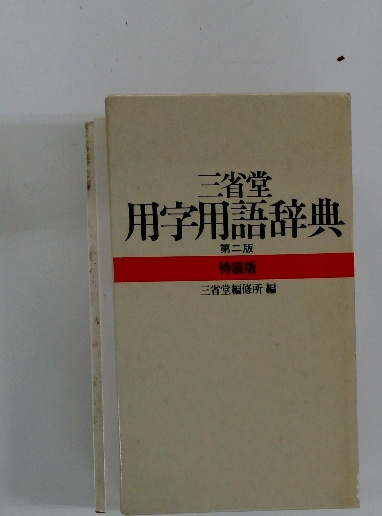 三省堂
用字用語辞典
第二版
特装版
三省堂編修所 編